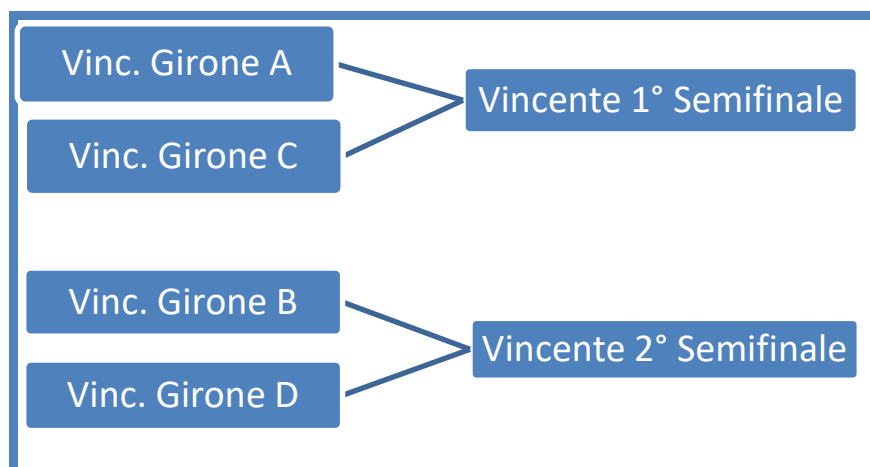 Vinc. Girone A
Vincente 1° Semifinale
Vinc. Girone C
Vinc. Girone B
Vincente 2° Semifinale
Vinc. Girone D